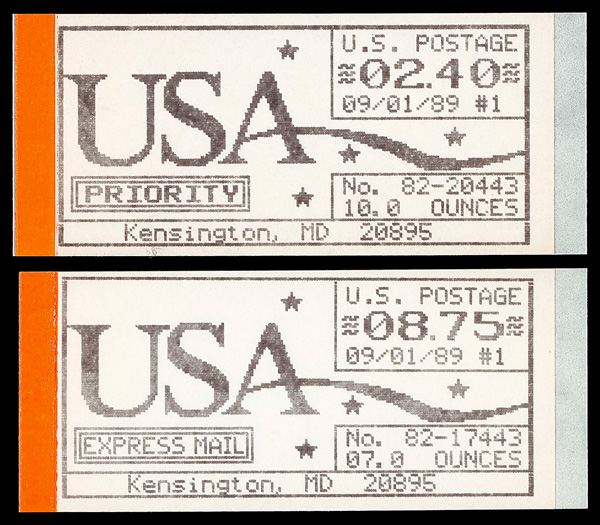 U.S. POSTAGE
USA
≈02.40≈
09/01/89 #1
PRIORITY
No. 82-20443
10.0 OUNCES
Kensington, MD 20895
U.S. POSTAGE
USA
≈08.75≈
09/01/89 #1
EXPRESS MAIL
No. 82-17443
07.0 OUNCES
Kensington, MD 20895